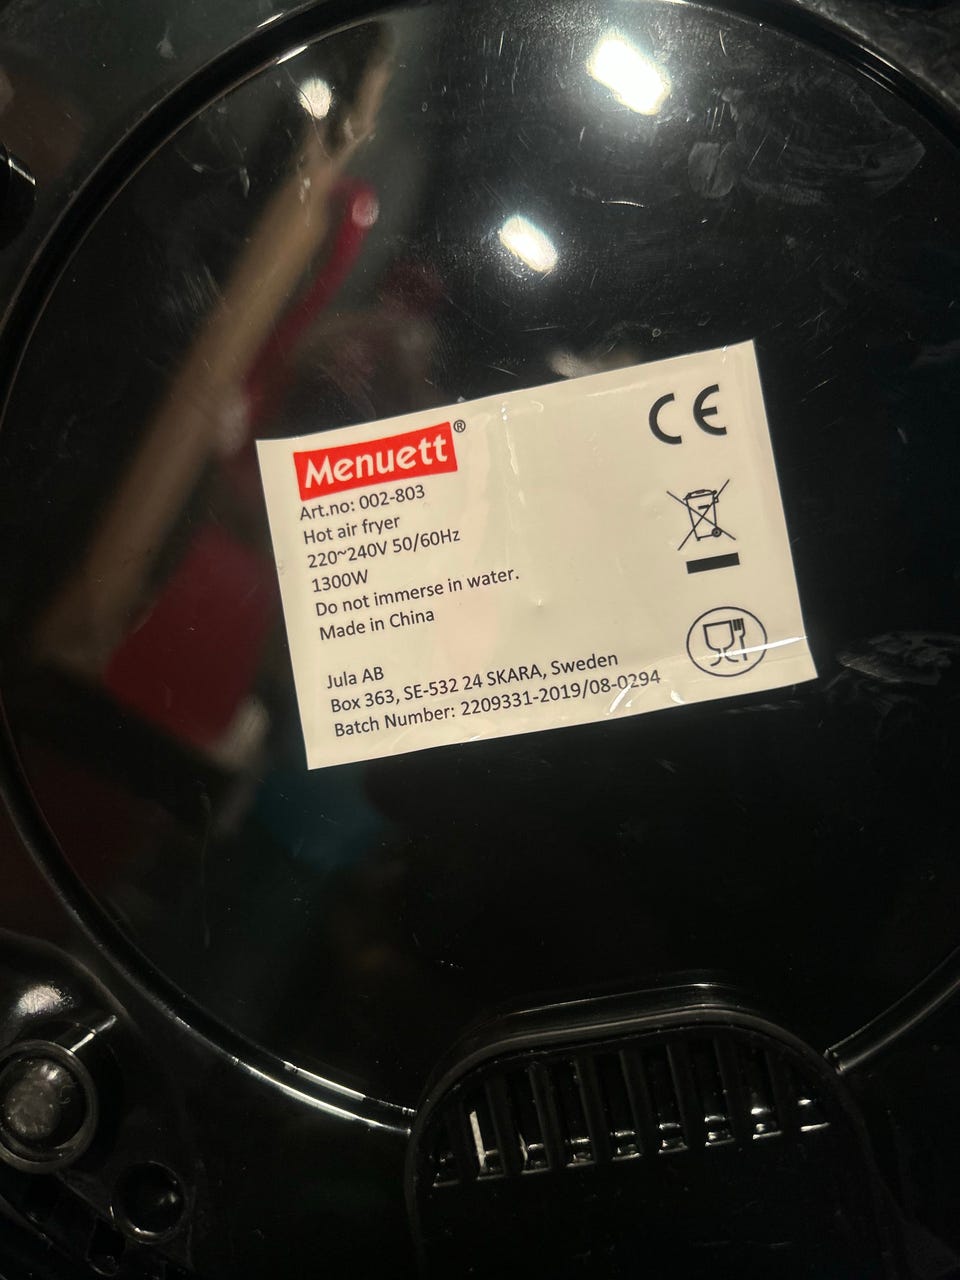 Menuett®
Art.no: 002-803
Hot air fryer
220~240V 50/60Hz
1300W
Do not immerse in water.
Made in China
Jula AB
Box 363, SE-532 24 SKARA, Sweden
Batch Number: 2209331-2019/08-0294
CE